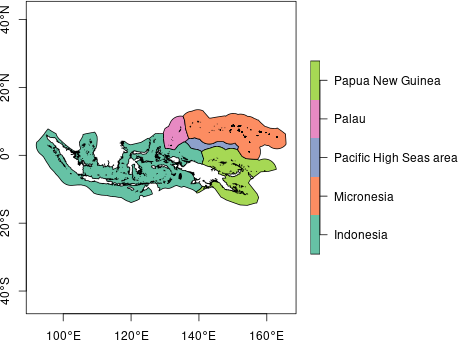 40°N
20°N
0°
20°S
40°S
100°E 120°E 140°E 160°E
Papua New Guinea
Palau
Pacific High Seas area
Micronesia
Indonesia